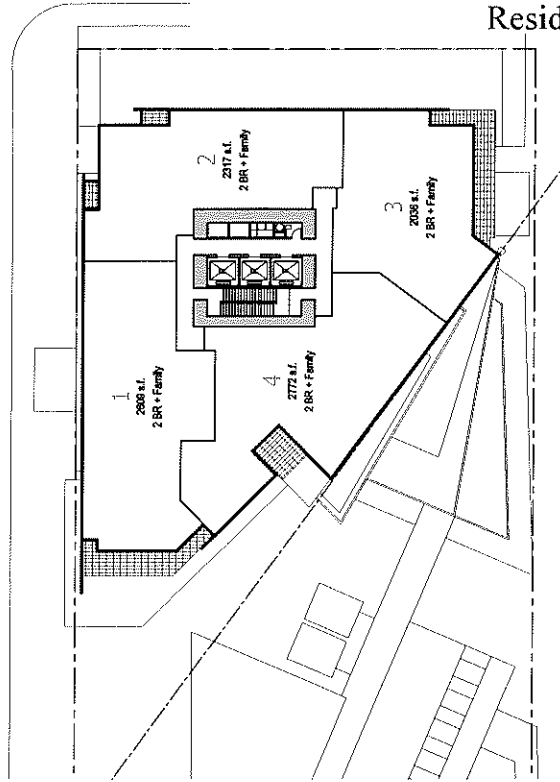 Resid
2
2317 s.f.
2 BR + Family
3
2036 s.f.
2 BR + Family
1
2609 s.f.
2 BR + Family
4
2772 s.f.
2 BR + Family